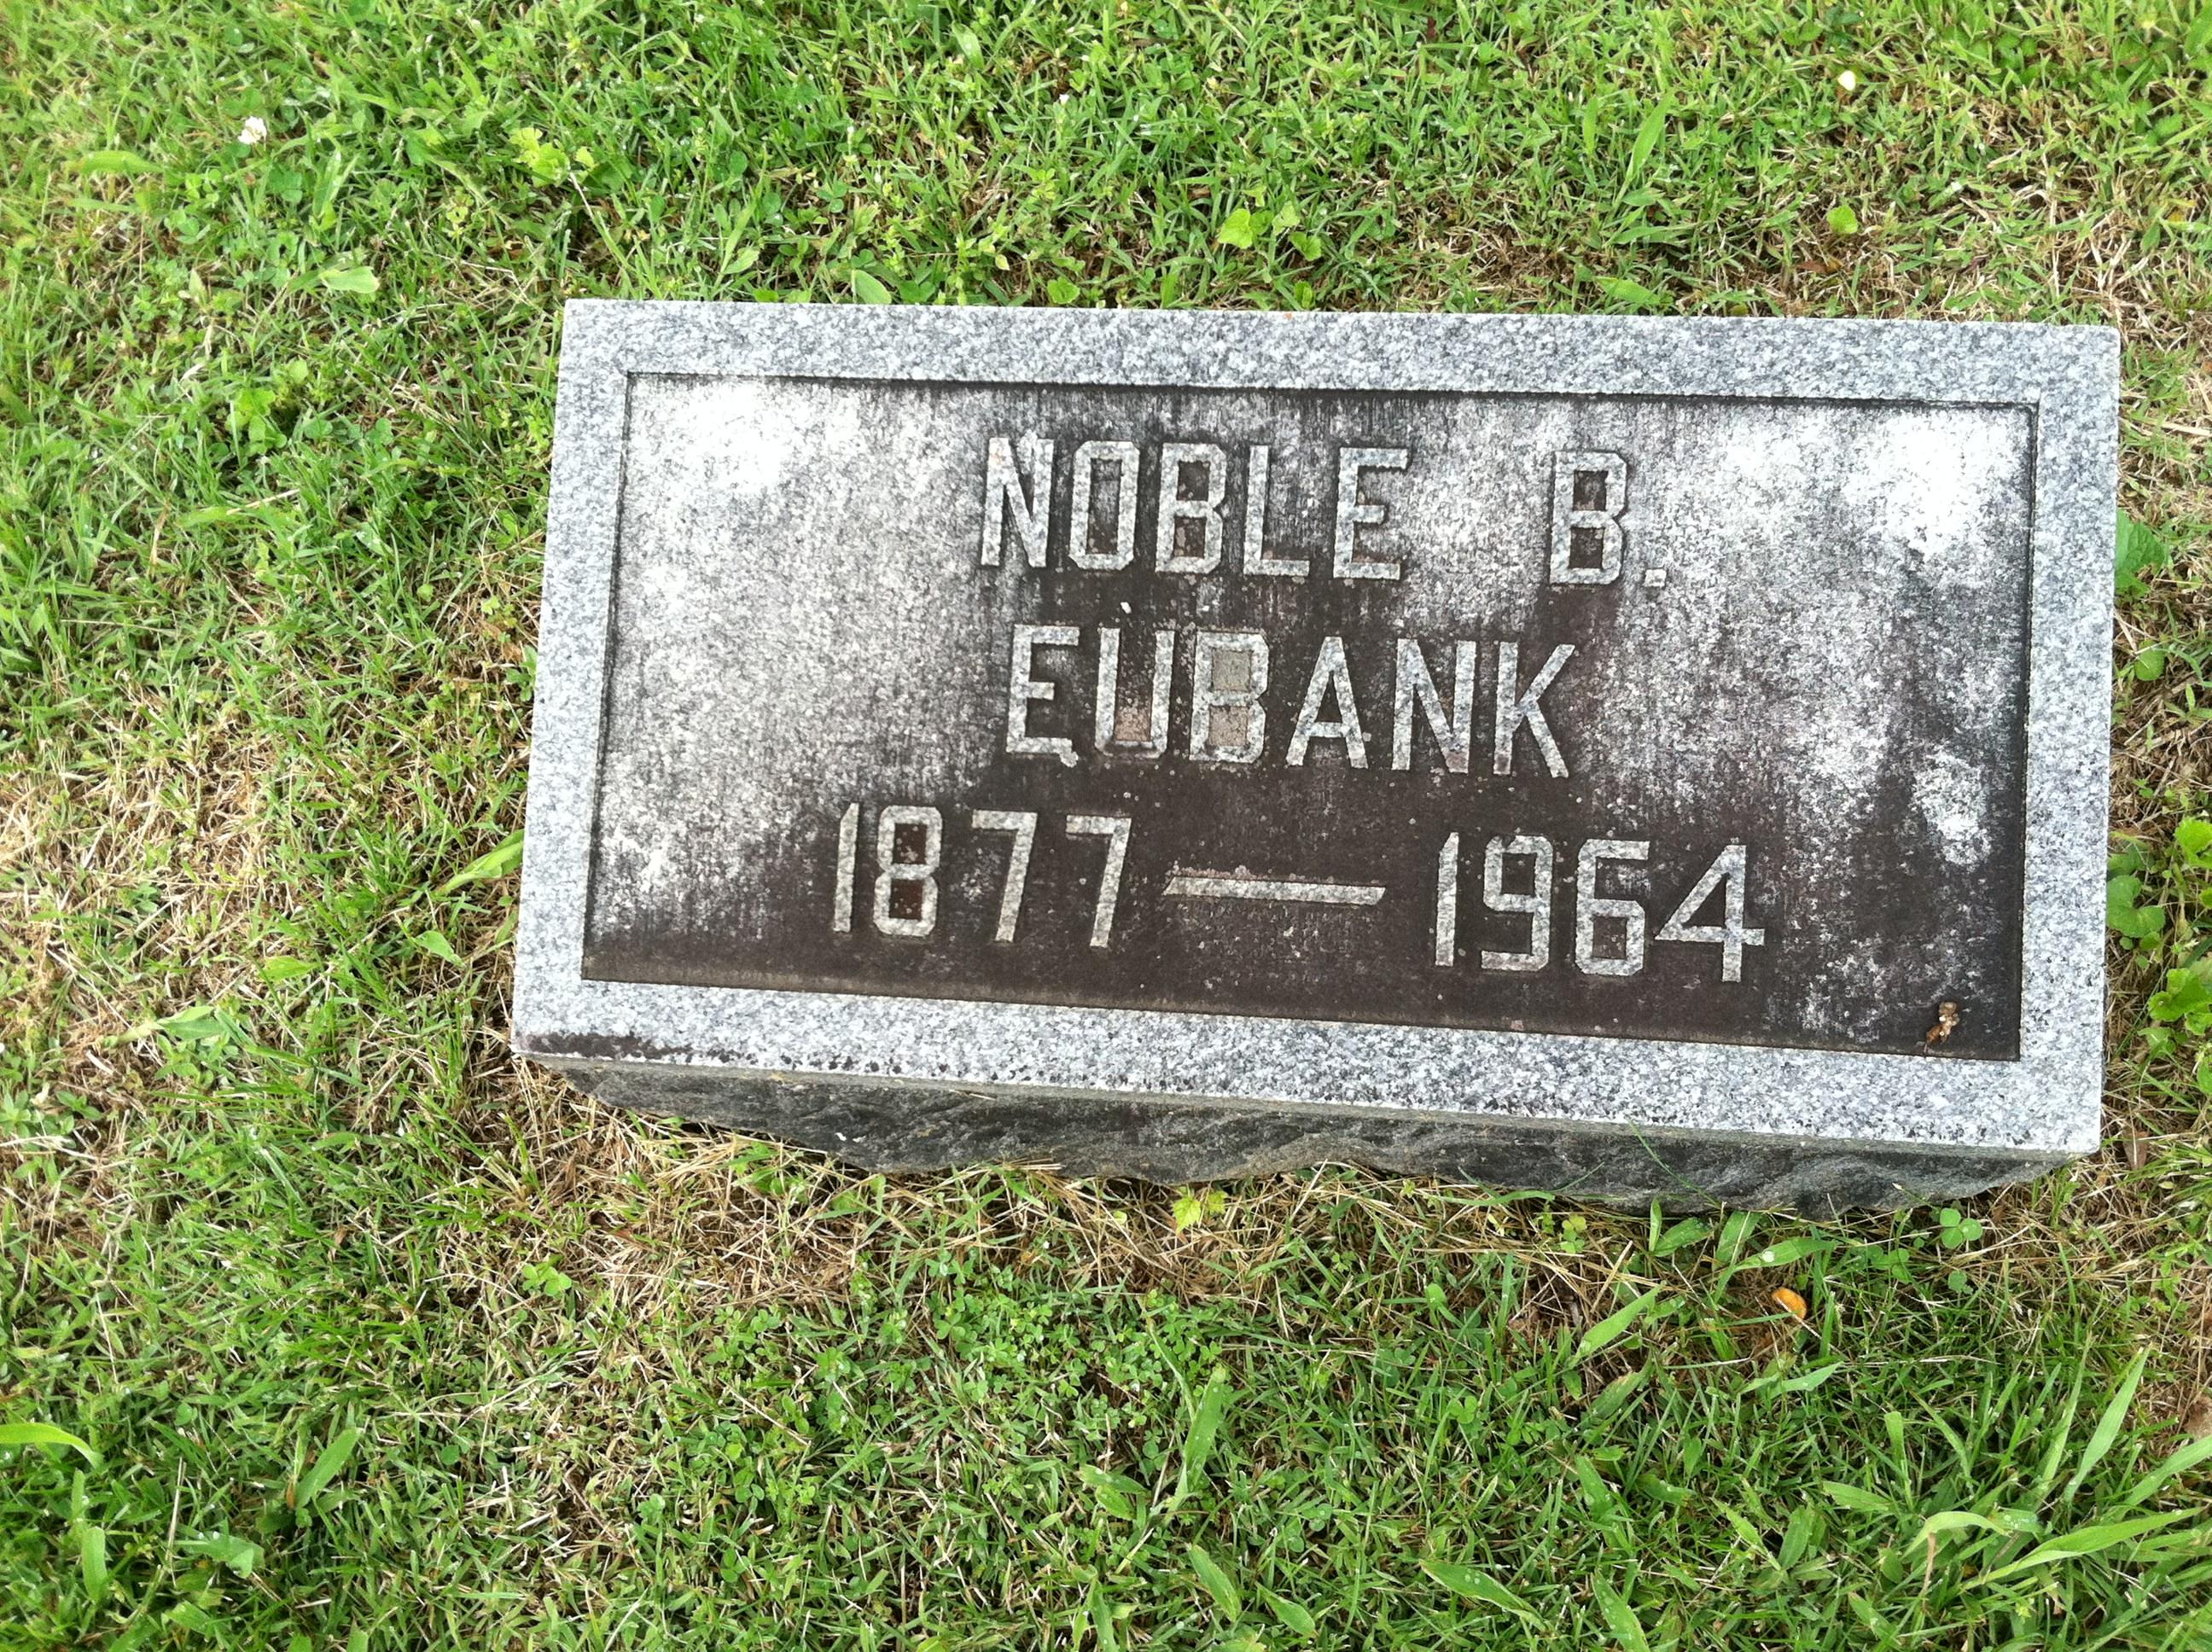 NOBLE B.
EUBANK
1877 — 1964